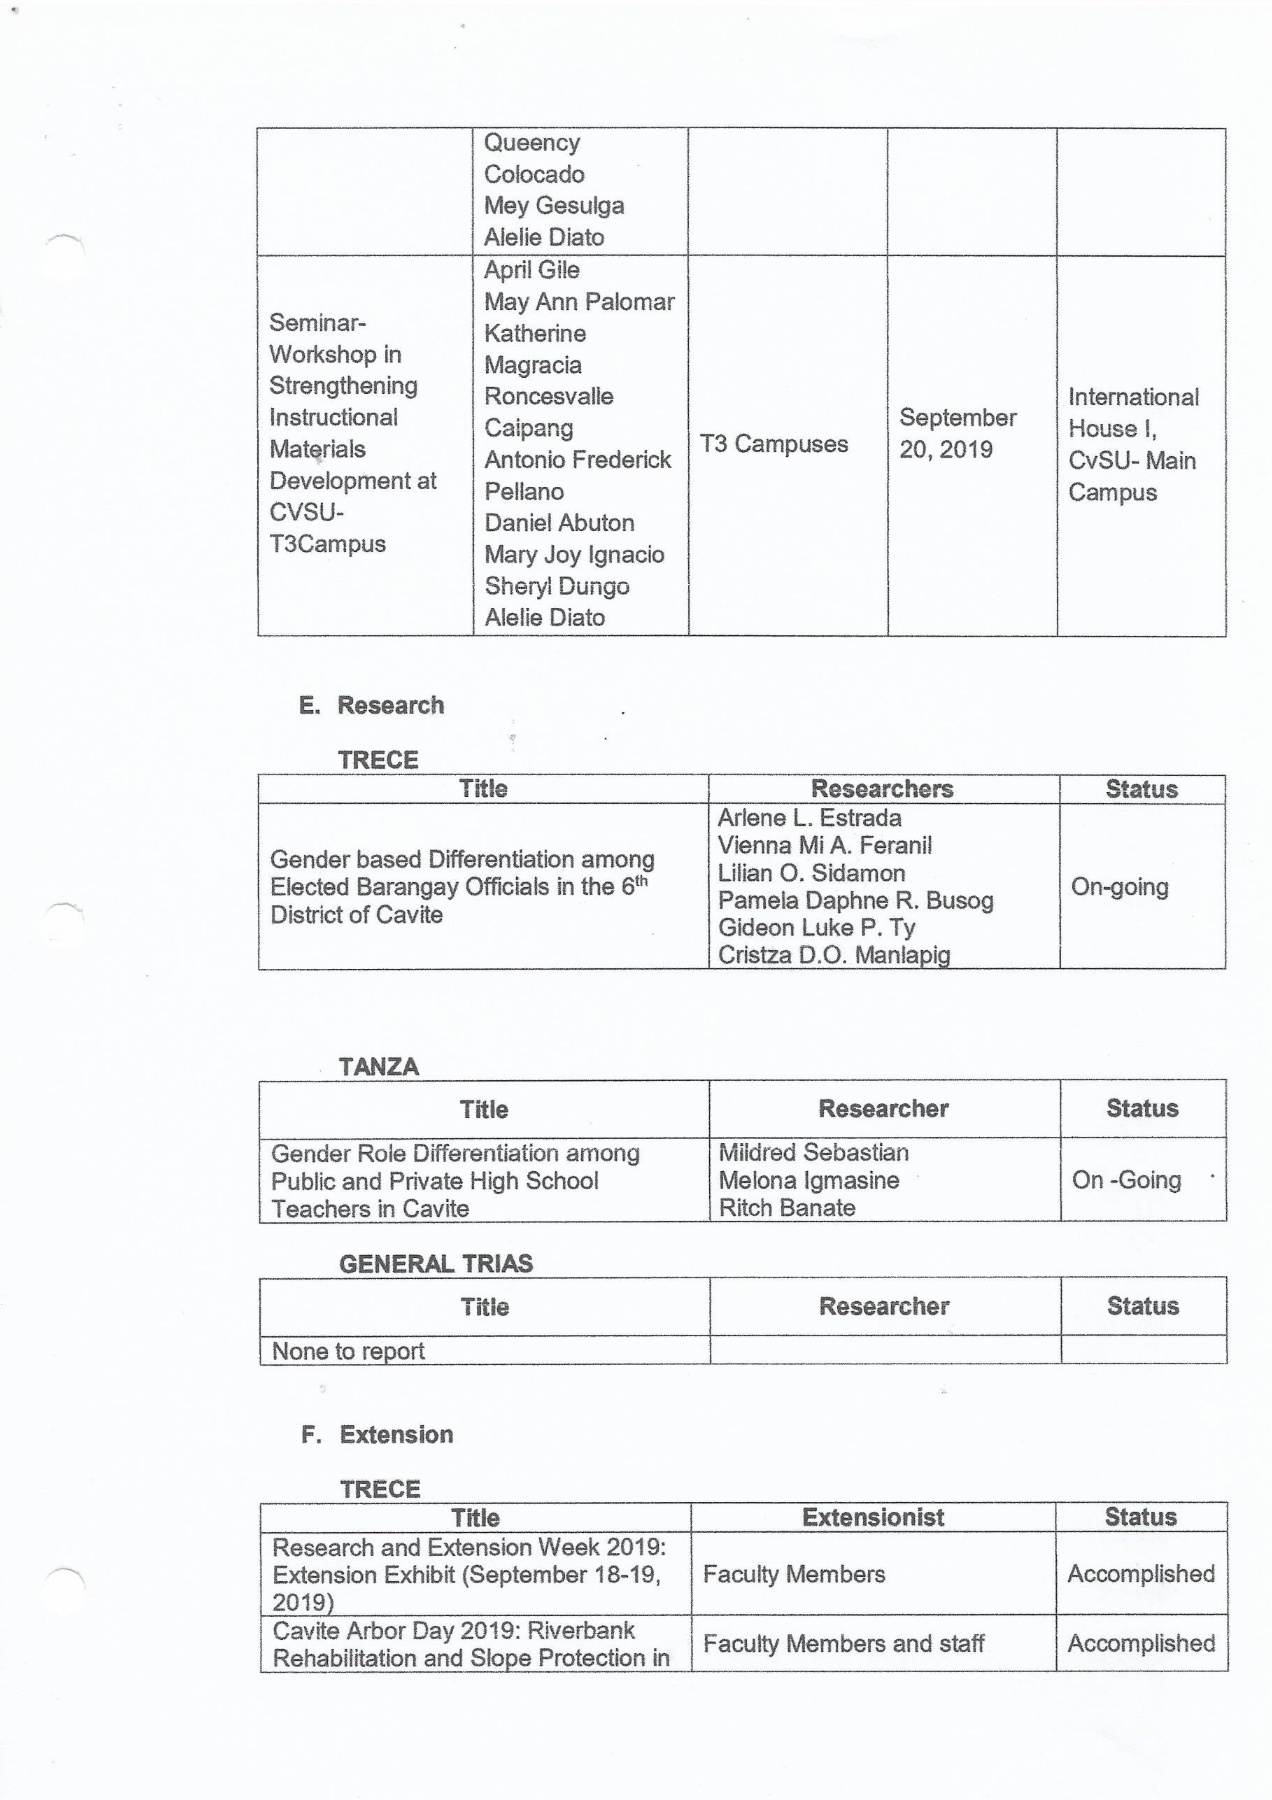 Queency
Colocado
Mey Gesulga
Alelie Diato
Seminar-
Workshop in
Strengthening
Instructional
Materials
Development at
CVSU-
T3Campus
April Gile
May Ann Palomar
Katherine
Magracia
Roncesvalle
Caipang
Antonio Frederick
Pellano
Daniel Abuton
Mary Joy Ignacio
Sheryl Dungo
Alelie Diato
T3 Campuses
September
20, 2019
International
House I,
CvSU- Main
Campus
E. Research
TRECE
Title Researchers Status
Gender based Differentiation among
Elected Barangay Officials in the 6th
District of Cavite
Arlene L. Estrada
Vienna Mi A. Feranil
Lilian O. Sidamon
Pamela Daphne R. Busog
Gideon Luke P. Ty
Cristza D.O. Manlapig
On-going
TANZA
Title Researcher Status
Gender Role Differentiation among
Public and Private High School
Teachers in Cavite
Mildred Sebastian
Melona Igmasine
Ritch Banate
On -Going
GENERAL TRIAS
Title Researcher Status
None to report
F. Extension
TRECE
Title Extensionist Status
Research and Extension Week 2019:
Extension Exhibit (September 18-19,
2019)
Faculty Members
Accomplished
Cavite Arbor Day 2019: Riverbank
Rehabilitation and Slope Protection in
Faculty Members and staff
Accomplished